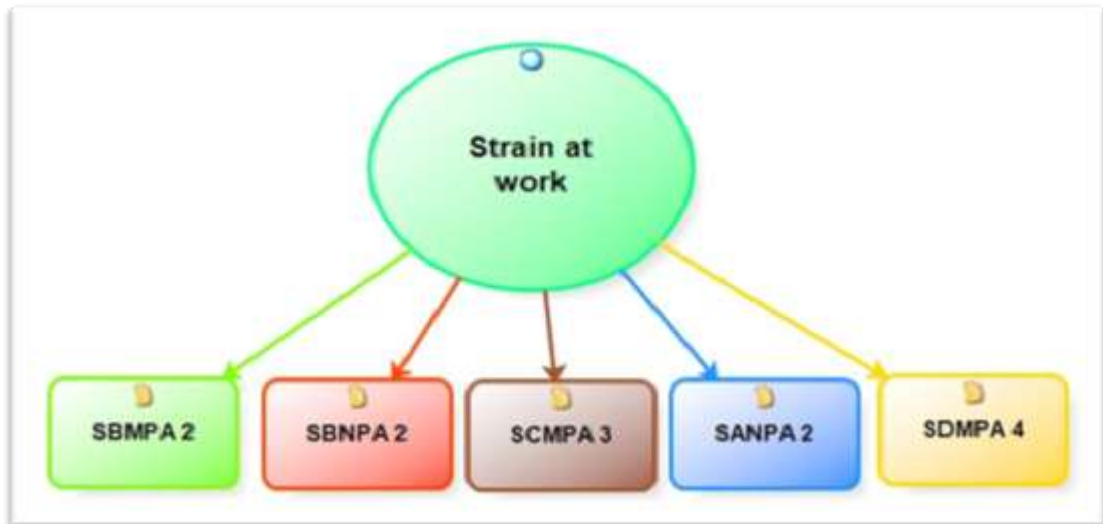 Strain at
work
SBMPA 2
SBNPA 2
SCMPA 3
SANPA 2
SDMPA 4